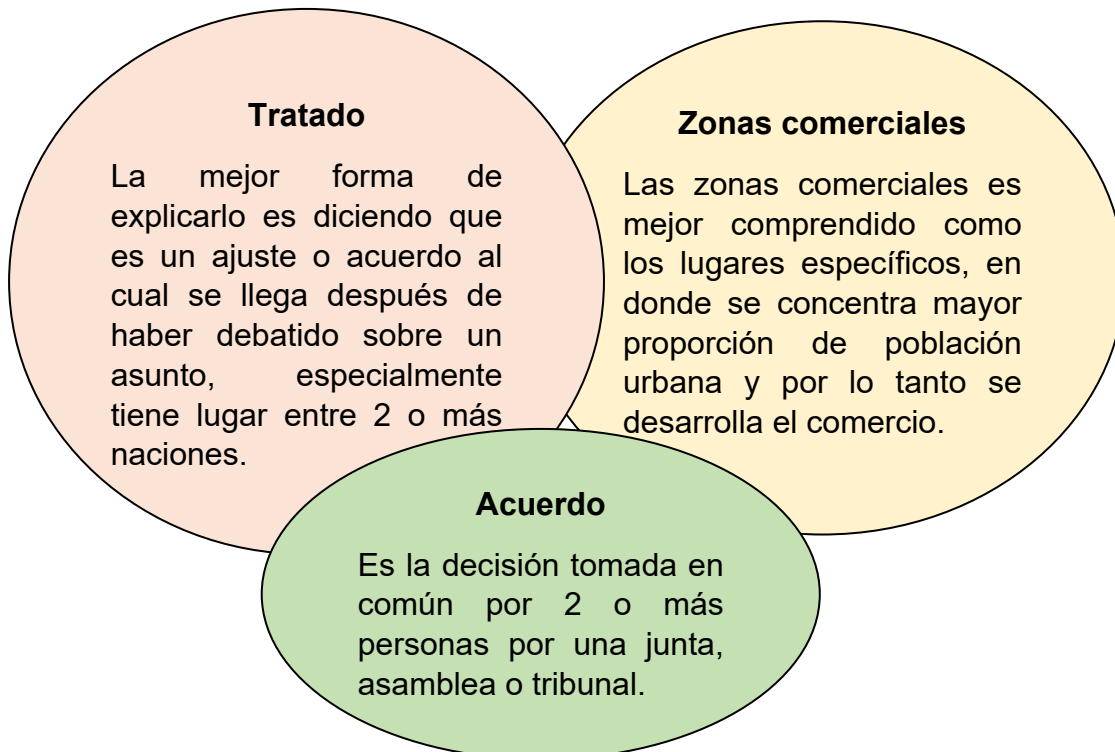 Tratado
La mejor forma de
explicarlo es diciendo que
es un ajuste o acuerdo al
cual se llega después de
haber debatido sobre un
asunto, especialmente
tiene lugar entre 2 o más
naciones.
Zonas comerciales
Las zonas comerciales es
mejor comprendido como
los lugares específicos, en
donde se concentra mayor
proporción de población
urbana y por lo tanto se
desarrolla el comercio.
Acuerdo
Es la decisión tomada en
común por 2 o más
personas por una junta,
asamblea o tribunal.